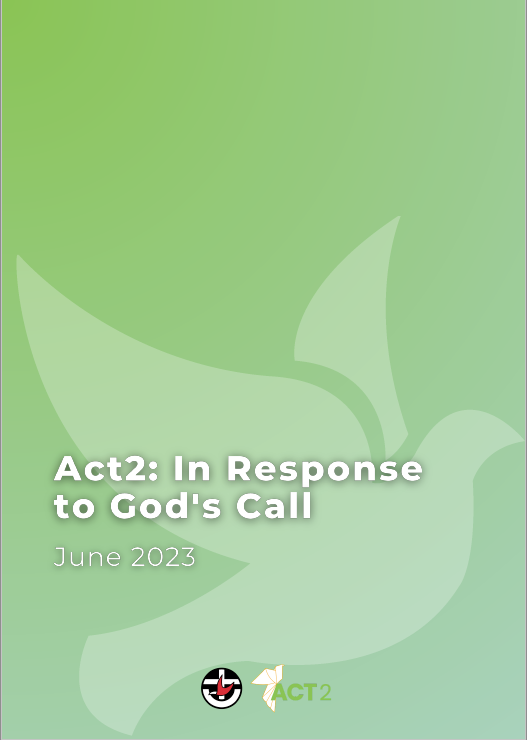 Act2: In Response
to God's Call
June 2023
ACT2